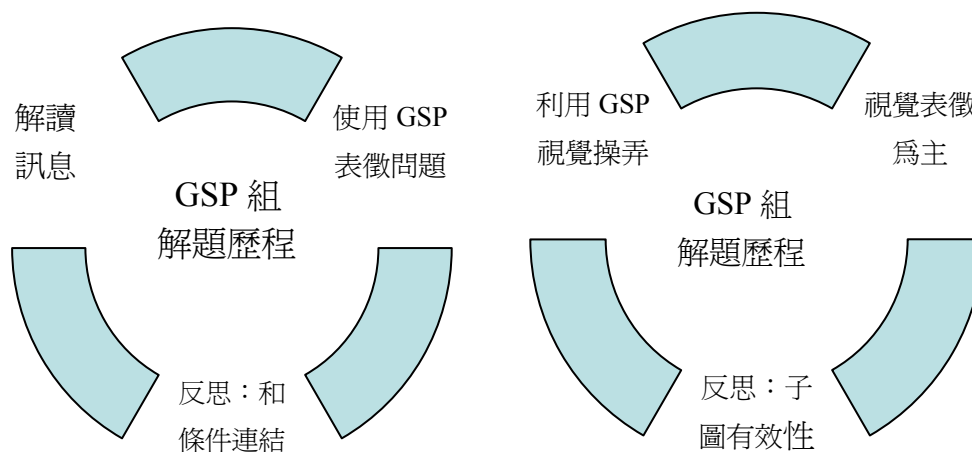 解讀
訊息
使用 GSP
表徵問題
GSP 組
解題歷程
反思：和
條件連結
利用 GSP
視覺操弄
視覺表徵
為主
GSP 組
解題歷程
反思：子
圖有效性